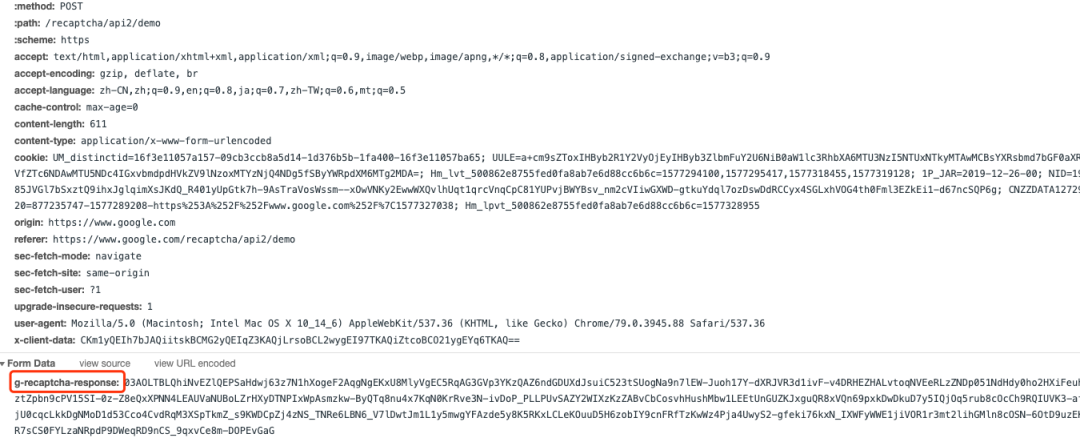 :method: POST
:path: /recaptcha/api2/demo
:scheme: https
accept: text/html,application/xhtml+xml,application/xml;q=0.9,image/webp,image/apng,*/*;q=0.8,application/signed-exchange;v=b3;q=0.9
accept-encoding: gzip, deflate, br
accept-language: zh-CN,zh;q=0.9,en;q=0.8,ja;q=0.7,zh-TW;q=0.6,mt;q=0.5
cache-control: max-age=0
content-length: 611
content-type: application/x-www-form-urlencoded
cookie: UM_distinctid=16f3e11057a157-09cb3ccb8a5d14-1d376b5b-1fa400-16f3e11057ba65; UULE=a+cm9sZToxIHByb2R1Y2VyOjEyIHByb3ZlbmFuY2U6NiB0aW1lc3RhbXA6MTU3NzI5NTUxNTkyMTAwMCBsYXRsbmd7bGF0aXR
VfZTc6NDAwMTU5NDc4IGxvbmdpdHVkZV9lNzoxMTYzNjQ4NDg5fSByYWRpdXM6MTg2MDA=; Hm_lvt_500862e8755fed0fa8ab7e6d88cc6b6c=1577294100,1577295417,1577318455,1577319128; 1P_JAR=2019-12-26-00; NID=19
85JVGl7bSxztQ9ihxJglqimXsJKdQ_R401yUpGtk7h-9AsTraVosWssm--xOwVNKy2EwwWXQvlhUqt1qrcVnqCpC81YUPvjBWYBsv_nm2cVIiwGXWD-gtkuYdql7ozDswDdRCCyx4SGLxhVOG4th0Fml3EZkEi1-d67ncSQP6g; CNZZDATA12729
20=877235747-1577289208-https%253A%252F%252Fwww.google.com%252F%7C1577327038; Hm_lpvt_500862e8755fed0fa8ab7e6d88cc6b6c=1577328955
origin: https://www.google.com
referer: https://www.google.com/recaptcha/api2/demo
sec-fetch-mode: navigate
sec-fetch-site: same-origin
sec-fetch-user: ?1
upgrade-insecure-requests: 1
user-agent: Mozilla/5.0 (Macintosh; Intel Mac OS X 10_14_6) AppleWebKit/537.36 (KHTML, like Gecko) Chrome/79.0.3945.88 Safari/537.36
x-client-data: CKm1yQEIh7bJAQiitskBCMG2yQEIqZ3KAQjLrsoBCL2wygEI97TKAQiZtcoBCO21ygEYq6TKAQ==
Form Data view source view URL encoded
g-recaptcha-response: 03AOLTBLQhiNvEZlQEPSaHdwj63z7N1hXogeF2AqgNgEKxU8MlyVgEC5RqAG3GVp3YKzQAZ6ndGDUXdJsuiC523tSUogNa9n7lEW-Juoh17Y-dXRJVR3d1ivF-v4DRHEZHALvtoqNVEeRLzZNDp051NdHdy0ho2HXiFeuh
ztZpbn9cPV15SI-0z-Z8eQxXPNN4LEAUVaNUBoLZrHXyDTNPIxWpAsmzkw-ByQTq8nu4x7KqN0KrRve3N-ivDoP_PLLPUvSAZY2WIXzKzZABvCbCosvhHushMbw1LEEtUnGUZKJxguQR8xVQn69pxkDwDkuD7y5IQjOq5rub8cOcCh9RQIUVK3-at
jU0cqcLkkDgNMoD1d53Cco4CvdRqM3XSpTkmZ_s9KWDCpZj4zNS_TNRe6LBN6_V7lDwtJm1L1y5mwgYFAzde5y8K5RKxLCLeKOuuD5H6zobIY9cnFRfTzKwWz4Pja4UwyS2-gfeki76kxN_IXWFyWWE1jiVOR1r3mt2lihGMln8cOSN-6OtD9uzEH
R7sCS0FYLzaNRpdP9DWeqRD9nCS_9qxvCe8m-DOPEvGaG